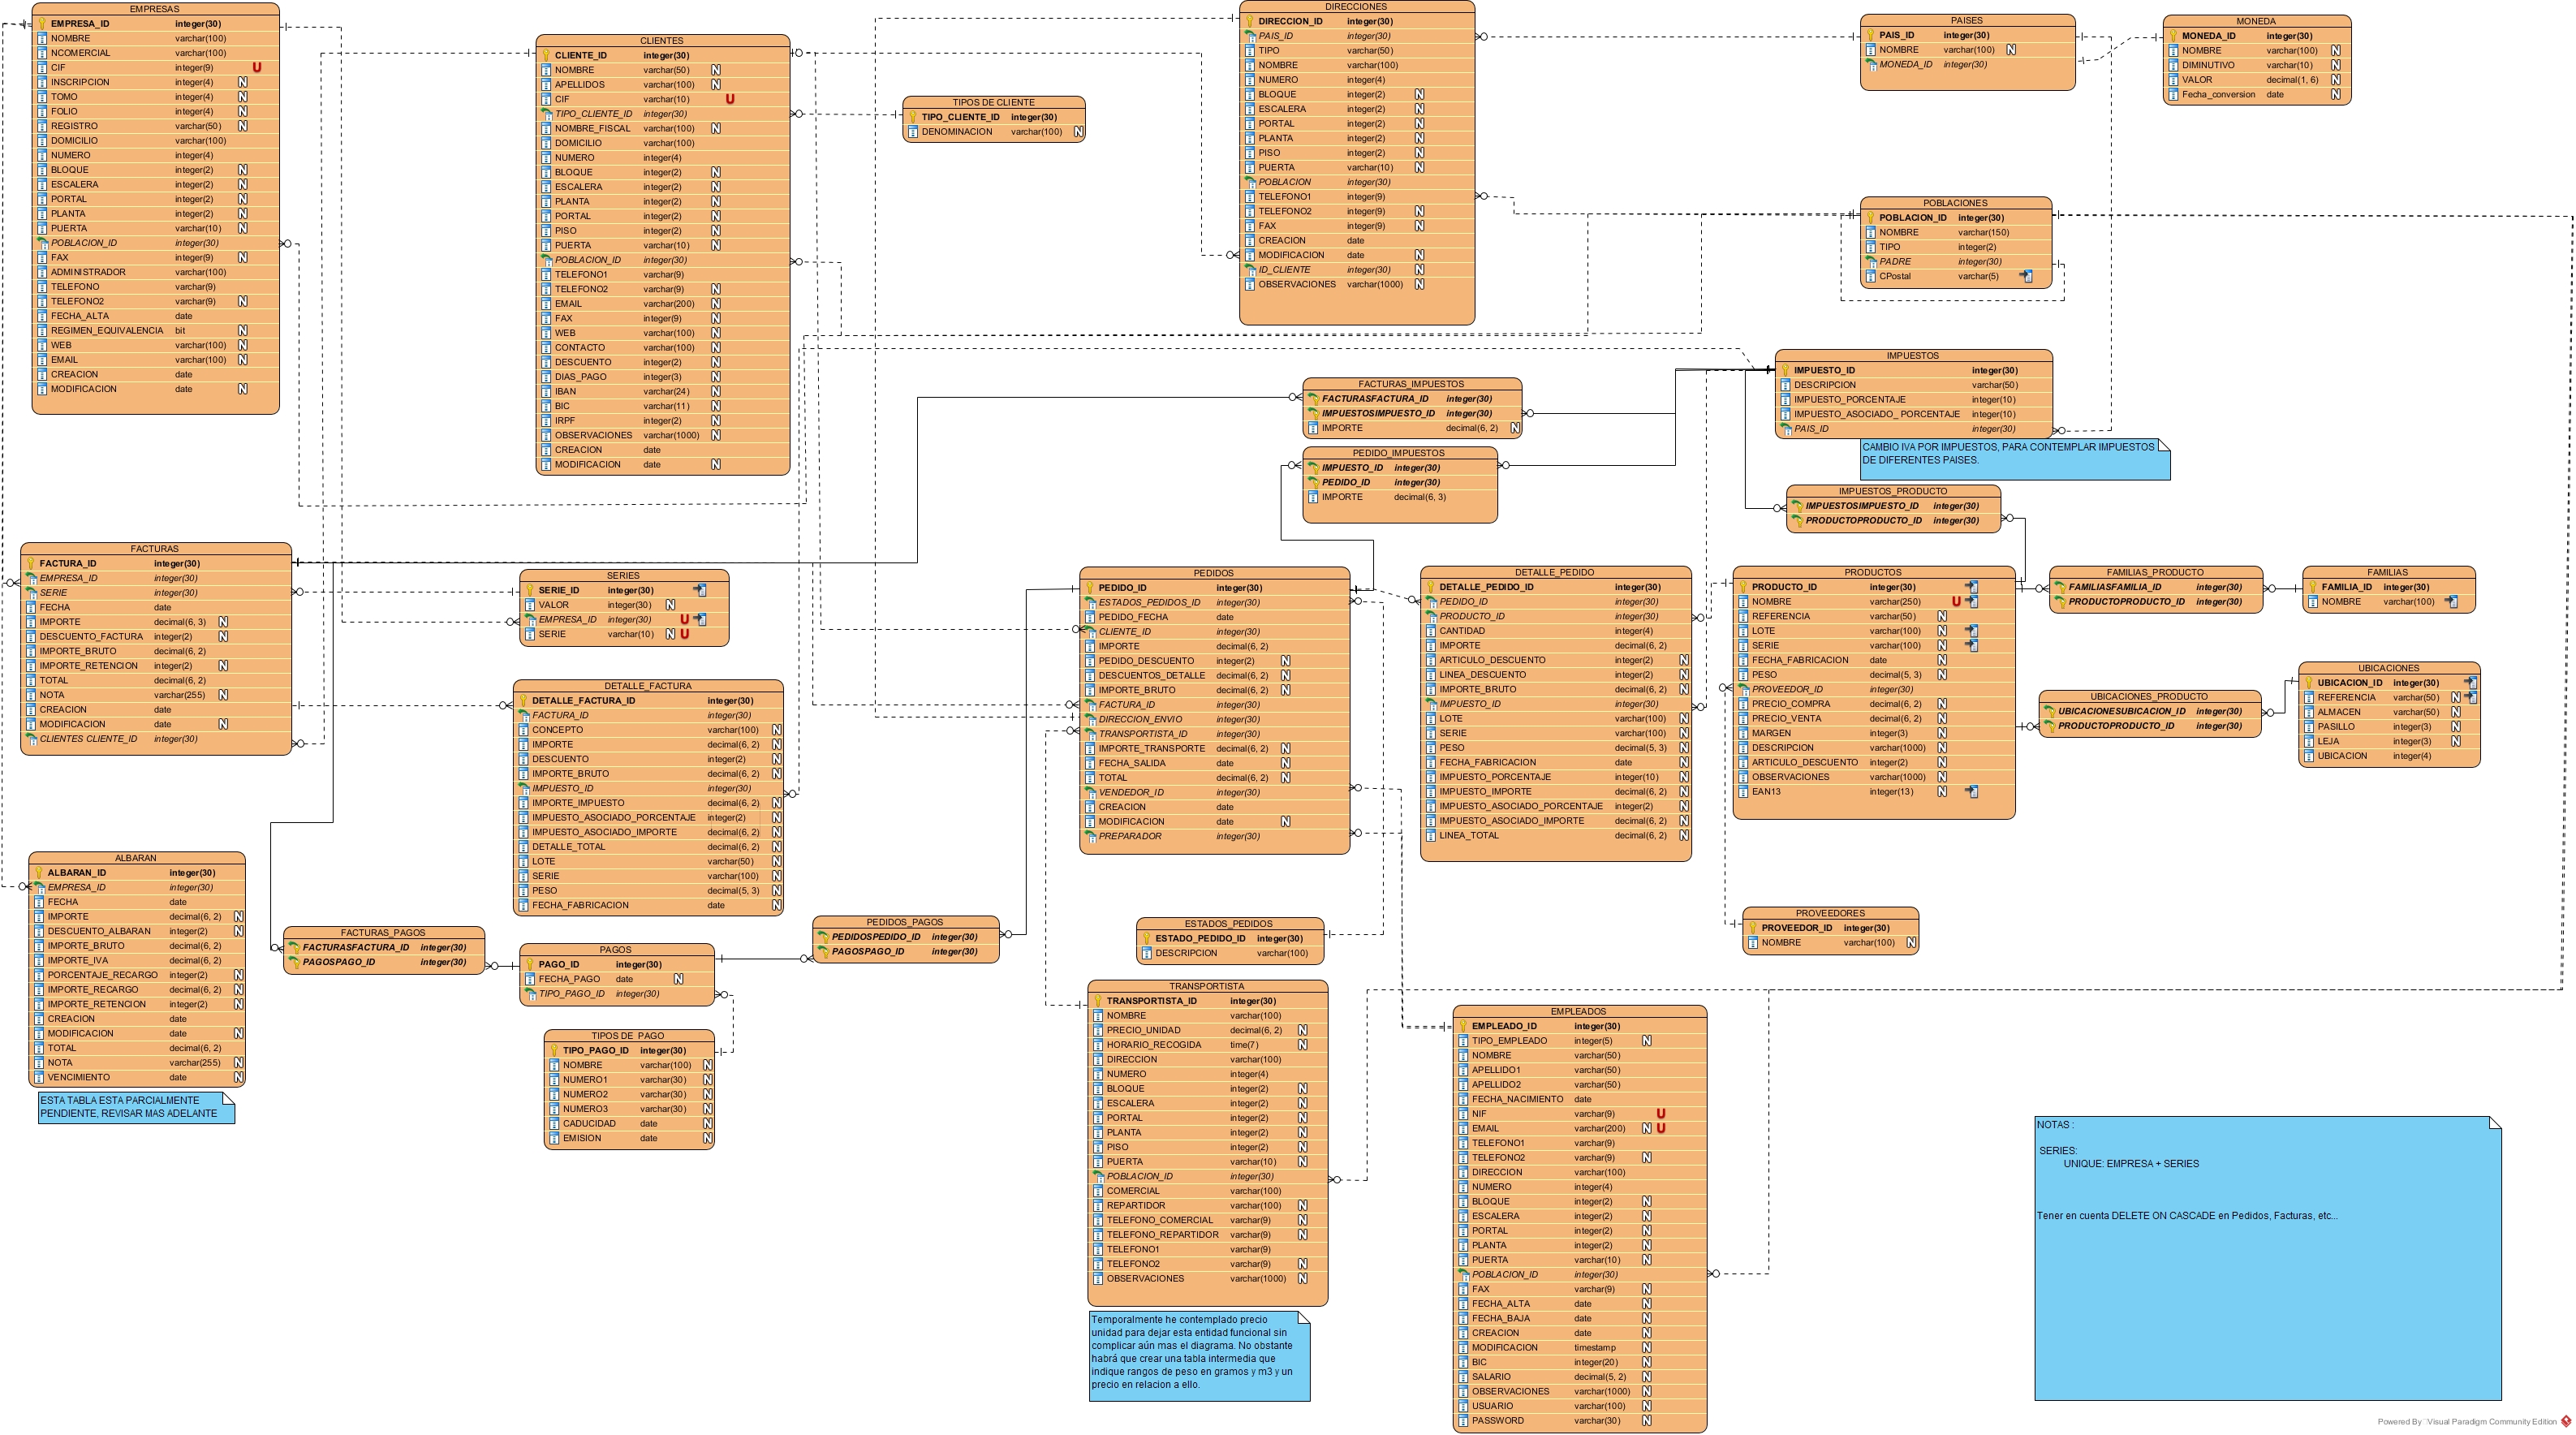 EMPRESAS
EMPRESA_ID integer(30)
NOMBRE varchar(100)
NCOMERCIAL varchar(100)
CIF integer(9) U
INSCRIPCION integer(4) N
TOMO integer(4) N
FOLIO integer(4) N
REGISTRO varchar(50) N
DOMICILIO varchar(100)
NUMERO integer(4)
BLOQUE integer(2) N
ESCALERA integer(2) N
PORTAL integer(2) N
PLANTA integer(2) N
PUERTA varchar(10) N
POBLACION_ID integer(30)
FAX integer(9) N
ADMINISTRADOR varchar(100)
TELEFONO varchar(9)
TELEFONO2 varchar(9) N
FECHA_ALTA date
REGIMEN_EQUIVALENCIA bit N
WEB varchar(100) N
EMAIL varchar(100) N
CREACION date
MODIFICACION date N
CLIENTES
CLIENTE_ID integer(30)
NOMBRE varchar(50) N
APELLIDOS varchar(100) N
CIF varchar(10) U
TIPO_CLIENTE_ID integer(30)
NOMBRE_FISCAL varchar(100) N
DOMICILIO varchar(100)
NUMERO integer(4)
BLOQUE integer(2) N
ESCALERA integer(2) N
PLANTA integer(2) N
PORTAL integer(2) N
PISO integer(2) N
PUERTA varchar(10) N
POBLACION_ID integer(30)
TELEFONO1 varchar(9)
TELEFONO2 varchar(9) N
EMAIL varchar(200) N
FAX integer(9) N
WEB varchar(100) N
CONTACTO varchar(100) N
DESCUENTO integer(2) N
DIAS_PAGO integer(3) N
IBAN varchar(24) N
BIC varchar(11) N
IRPF integer(2) N
OBSERVACIONES varchar(1000) N
CREACION date
MODIFICACION date N
TIPOS DE CLIENTE
TIPO_CLIENTE_ID integer(30)
DENOMINACION varchar(100) N
DIRECCIONES
DIRECCION_ID integer(30)
PAIS_ID integer(30)
TIPO varchar(50)
NOMBRE varchar(100)
NUMERO integer(4)
BLOQUE integer(2) N
ESCALERA integer(2) N
PORTAL integer(2) N
PLANTA integer(2) N
PISO integer(2) N
PUERTA varchar(10) N
POBLACION integer(30)
TELEFONO1 integer(9)
TELEFONO2 integer(9) N
FAX integer(9) N
CREACION date
MODIFICACION date N
ID_CLIENTE integer(30) N
OBSERVACIONES varchar(1000) N
PAISES
PAIS_ID integer(30)
NOMBRE varchar(100) N
MONEDA_ID integer(30)
MONEDA
MONEDA_ID integer(30)
NOMBRE varchar(100) N
DIMINUTIVO varchar(10) N
VALOR decimal(1, 6) N
Fecha_conversion date N
POBLACIONES
POBLACION_ID integer(30)
NOMBRE varchar(150)
TIPO integer(2)
PADRE integer(30)
CPostal varchar(5)
IMPUESTOS
IMPUESTO_ID integer(30)
DESCRIPCION varchar(50)
IMPUESTO_PORCENTAJE integer(10)
IMPUESTO_ASOCIADO_ PORCENTAJE integer(10)
PAIS_ID integer(30)
CAMBIO IVA POR IMPUESTOS, PARA CONTEMPLAR IMPUESTOS
DE DIFERENTES PAISES.
FACTURAS_IMPUESTOS
FACTURASFACTURA_ID integer(30)
IMPUESTOSIMPUESTO_ID integer(30)
IMPORTE decimal(6, 2) N
PEDIDO_IMPUESTOS
IMPUESTO_ID integer(30)
PEDIDO_ID integer(30)
IMPORTE decimal(6, 3)
IMPUESTOS_PRODUCTO
IMPUESTOSIMPUESTO_ID integer(30)
PRODUCTOPRODUCTO_ID integer(30)
FACTURAS
FACTURA_ID integer(30)
EMPRESA_ID integer(30)
SERIE integer(30)
FECHA date
IMPORTE decimal(6, 3) N
DESCUENTO_FACTURA integer(2) N
IMPORTE_BRUTO decimal(6, 2)
IMPORTE_RETENCION integer(2) N
TOTAL decimal(6, 2)
NOTA varchar(255) N
CREACION date
MODIFICACION date N
CLIENTES CLIENTE_ID integer(30)
SERIES
SERIE_ID integer(30)
VALOR integer(30) N
EMPRESA_ID integer(30) U
SERIE varchar(10) N U
DETALLE_FACTURA
DETALLE_FACTURA_ID integer(30)
FACTURA_ID integer(30)
CONCEPTO varchar(100) N
IMPORTE decimal(6, 2) N
DESCUENTO integer(2) N
IMPORTE_BRUTO decimal(6, 2) N
IMPUESTO_ID integer(30)
IMPORTE_IMPUESTO decimal(6, 2) N
IMPUESTO_ASOCIADO_PORCENTAJE integer(2) N
IMPUESTO_ASOCIADO_IMPORTE decimal(6, 2) N
DETALLE_TOTAL decimal(6, 2) N
LOTE varchar(50) N
SERIE varchar(100) N
PESO decimal(5, 3) N
FECHA_FABRICACION date N
PEDIDOS
PEDIDO_ID integer(30)
ESTADOS_PEDIDOS_ID integer(30)
PEDIDO_FECHA date
CLIENTE_ID integer(30)
IMPORTE decimal(6, 2)
PEDIDO_DESCUENTO integer(2) N
DESCUENTOS_DETALLE decimal(6, 2) N
IMPORTE_BRUTO decimal(6, 2) N
FACTURA_ID integer(30)
DIRECCION_ENVIO integer(30)
TRANSPORTISTA_ID integer(30)
IMPORTE_TRANSPORTE decimal(6, 2) N
FECHA_SALIDA date N
TOTAL decimal(6, 2) N
VENDEDOR_ID integer(30)
CREACION date
MODIFICACION date N
PREPARADOR integer(30)
DETALLE_PEDIDO
DETALLE_PEDIDO_ID integer(30)
PEDIDO_ID integer(30)
PRODUCTO_ID integer(30)
CANTIDAD integer(4)
IMPORTE decimal(6, 2)
ARTICULO_DESCUENTO integer(2) N
LINEA_DESCUENTO integer(2) N
IMPORTE_BRUTO decimal(6, 2) N
IMPUESTO_ID integer(30)
LOTE varchar(100) N
SERIE varchar(100) N
PESO decimal(5, 3) N
FECHA_FABRICACION date N
IMPUESTO_PORCENTAJE integer(10) N
IMPUESTO_IMPORTE decimal(6, 2) N
IMPUESTO_ASOCIADO_PORCENTAJE integer(2) N
IMPUESTO_ASOCIADO_IMPORTE decimal(6, 2) N
LINEA_TOTAL decimal(6, 2) N
PRODUCTOS
PRODUCTO_ID integer(30)
NOMBRE varchar(250) U
REFERENCIA varchar(50) N
LOTE varchar(100) N
SERIE varchar(100) N
FECHA_FABRICACION date N
PESO decimal(5, 3) N
PROVEEDOR_ID integer(30)
PRECIO_COMPRA decimal(6, 2) N
PRECIO_VENTA decimal(6, 2) N
MARGEN integer(3) N
DESCRIPCION varchar(1000) N
ARTICULO_DESCUENTO integer(2) N
OBSERVACIONES varchar(1000) N
EAN13 integer(13) N
FAMILIAS_PRODUCTO
FAMILIASFAMILIA_ID integer(30)
PRODUCTOPRODUCTO_ID integer(30)
FAMILIAS
FAMILIA_ID integer(30)
NOMBRE varchar(100)
UBICACIONES_PRODUCTO
UBICACIONESUBICACION_ID integer(30)
PRODUCTOPRODUCTO_ID integer(30)
UBICACIONES
UBICACION_ID integer(30)
REFERENCIA varchar(50) N
ALMACEN varchar(50) N
PASILLO integer(3) N
LEJA integer(3) N
UBICACION integer(4)
ALBARAN
ALBARAN_ID integer(30)
EMPRESA_ID integer(30)
FECHA date
IMPORTE decimal(6, 2) N
DESCUENTO_ALBARAN integer(2) N
IMPORTE_BRUTO decimal(6, 2)
IMPORTE_IVA decimal(6, 2)
PORCENTAJE_RECARGO integer(2) N
IMPORTE_RECARGO decimal(6, 2) N
IMPORTE_RETENCION integer(2) N
CREACION date
MODIFICACION date N
TOTAL decimal(6, 2)
NOTA varchar(255) N
VENCIMIENTO date N
ESTA TABLA ESTA PARCIALMENTE
PENDIENTE, REVISAR MAS ADELANTE
FACTURAS_PAGOS
FACTURASFACTURA_ID integer(30)
PAGOSPAGO_ID integer(30)
PAGOS
PAGO_ID integer(30)
FECHA_PAGO date N
TIPO_PAGO_ID integer(30)
TIPOS DE PAGO
TIPO_PAGO_ID integer(30)
NOMBRE varchar(100) N
NUMERO1 varchar(30) N
NUMERO2 varchar(30) N
NUMERO3 varchar(30) N
CADUCIDAD date N
EMISION date N
PEDIDOS_PAGOS
PEDIDOSPEDIDO_ID integer(30)
PAGOSPAGO_ID integer(30)
ESTADOS_PEDIDOS
ESTADO_PEDIDO_ID integer(30)
DESCRIPCION varchar(100)
PROVEEDORES
PROVEEDOR_ID integer(30)
NOMBRE varchar(100) N
TRANSPORTISTA
TRANSPORTISTA_ID integer(30)
NOMBRE varchar(100)
PRECIO_UNIDAD decimal(6, 2) N
HORARIO_RECOGIDA time(7) N
DIRECCION varchar(100)
NUMERO integer(4)
BLOQUE integer(2) N
ESCALERA integer(2) N
PORTAL integer(2) N
PLANTA integer(2) N
PISO integer(2) N
PUERTA varchar(10) N
POBLACION_ID integer(30)
COMERCIAL varchar(100)
REPARTIDOR varchar(100) N
TELEFONO_COMERCIAL varchar(9) N
TELEFONO_REPARTIDOR varchar(9) N
TELEFONO1 varchar(9)
TELEFONO2 varchar(9) N
OBSERVACIONES varchar(1000) N
Temporalmente he contemplado precio
unidad para dejar esta entidad funcional sin
complicar aún mas el diagrama. No obstante
habrá que crear una tabla intermedia que
indique rangos de peso en gramos y m3 y un
precio en relacion a ello.
EMPLEADOS
EMPLEADO_ID integer(30)
TIPO_EMPLEADO integer(5) N
NOMBRE varchar(50)
APELLIDO1 varchar(50)
APELLIDO2 varchar(50)
FECHA_NACIMIENTO date
NIF varchar(9) U
EMAIL varchar(200) N U
TELEFONO1 varchar(9)
TELEFONO2 varchar(9) N
DIRECCION varchar(100)
NUMERO integer(4)
BLOQUE integer(2) N
ESCALERA integer(2) N
PORTAL integer(2) N
PLANTA integer(2) N
PUERTA varchar(10) N
POBLACION_ID integer(30)
FAX varchar(9) N
FECHA_ALTA date N
FECHA_BAJA date N
CREACION date N
MODIFICACION timestamp N
BIC integer(20) N
SALARIO decimal(5, 2) N
OBSERVACIONES varchar(1000) N
USUARIO varchar(100) N
PASSWORD varchar(30) N
NOTAS :
SERIES:
UNIQUE: EMPRESA + SERIES
Tener en cuenta DELETE ON CASCADE en Pedidos, Facturas, etc...
Powered By Visual Paradigm Community Edition